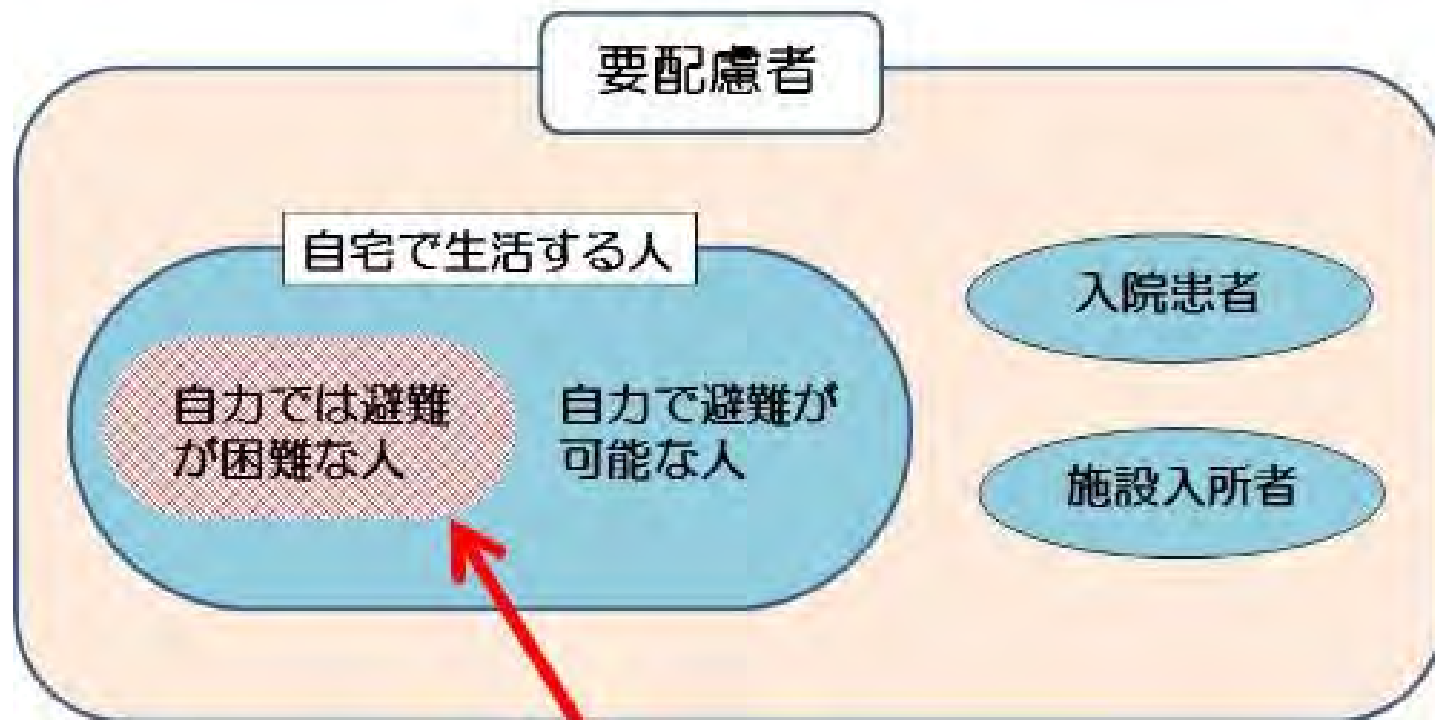 要配慮者
自宅で生活する人
自力では避難
が困難な人
自力で避難が
可能な人
入院患者
施設入所者